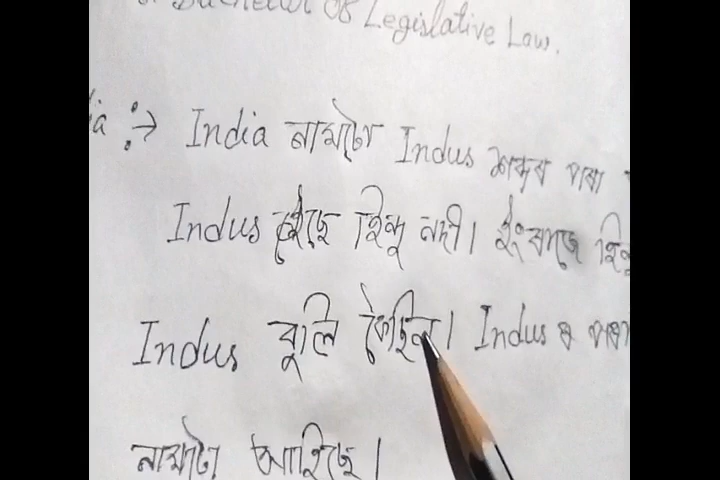 Bachelor Of Legislative Law.
:→ India নামটো Indus শব্দৰ পৰা
Indus হৈছে হিন্দু নদী। ইংৰাজে
Indus বুলি কৈছিল। Indus ৰ পৰা
নামটো আহিছে।